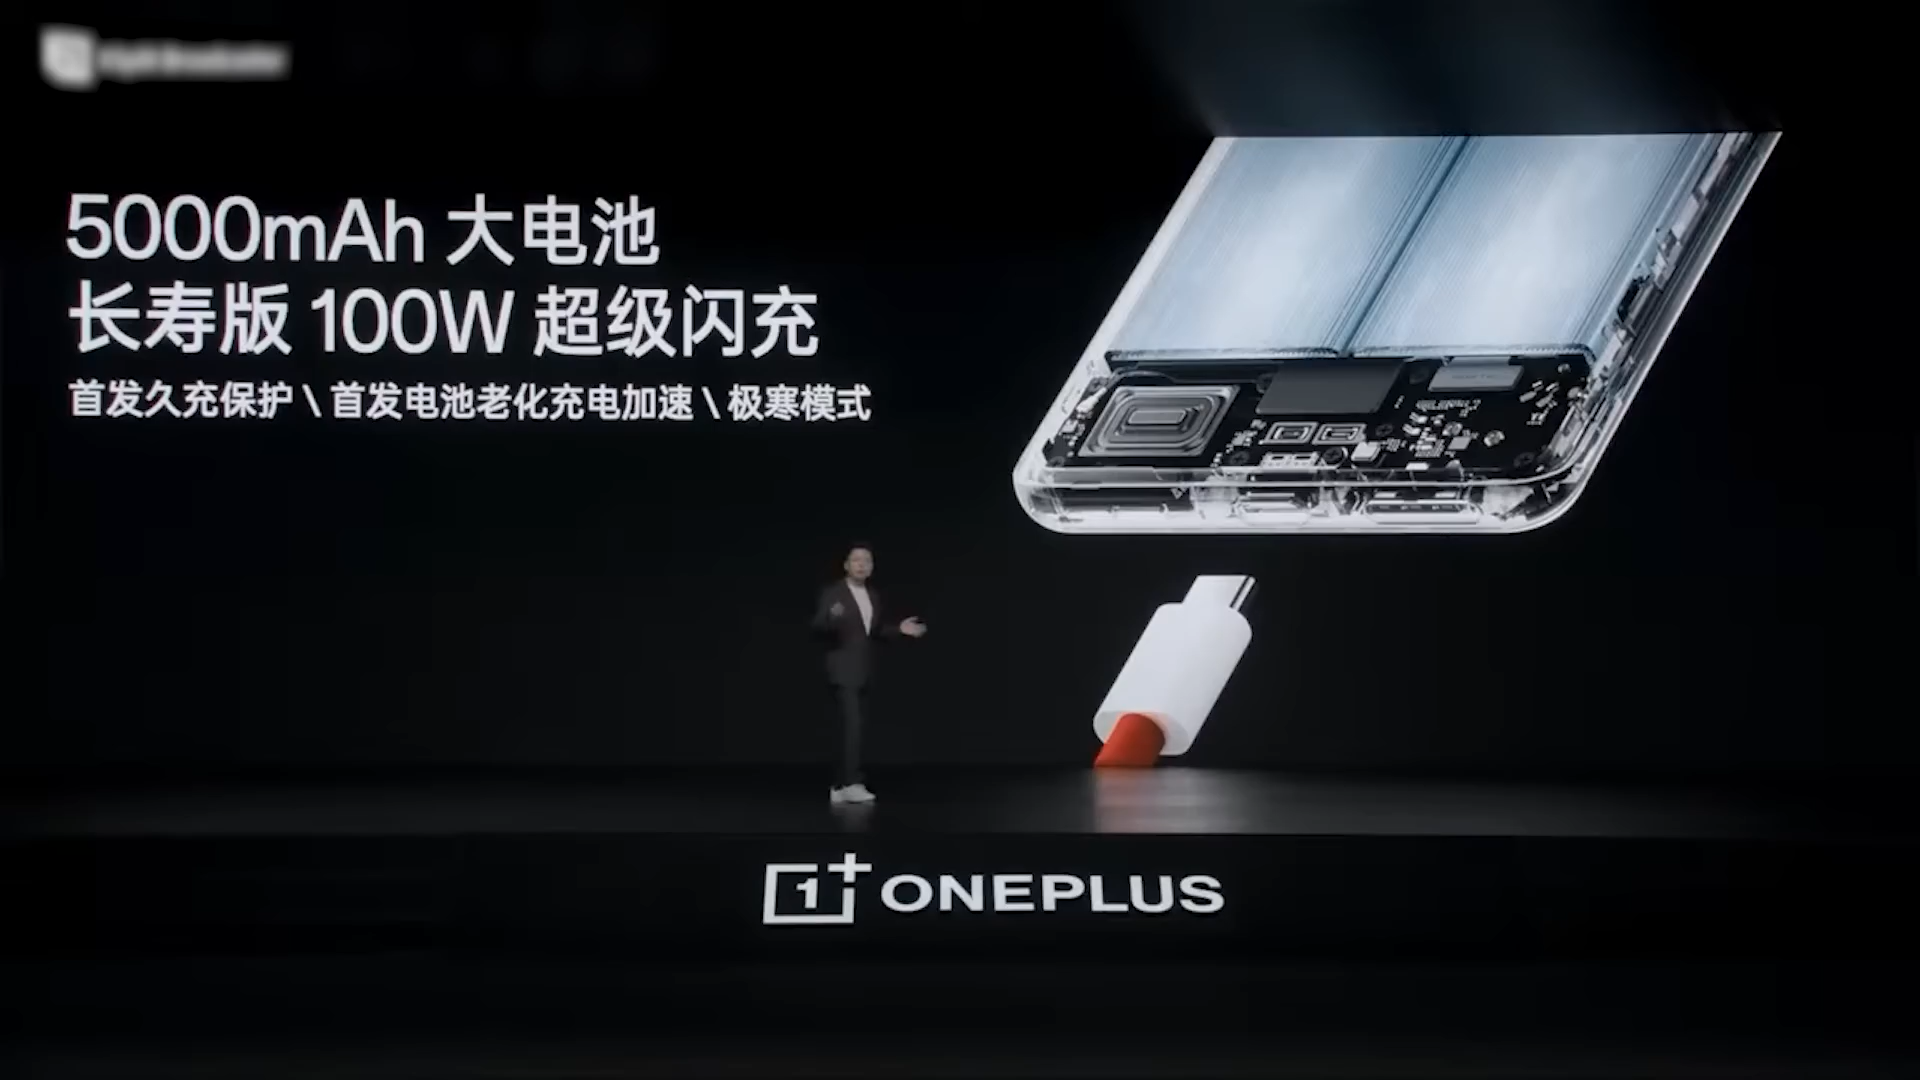 5000mAh 大电池
长寿版 100W 超级闪充
首发久充保护 \ 首发电池老化充电加速 \ 极寒模式
1+ ONEPLUS